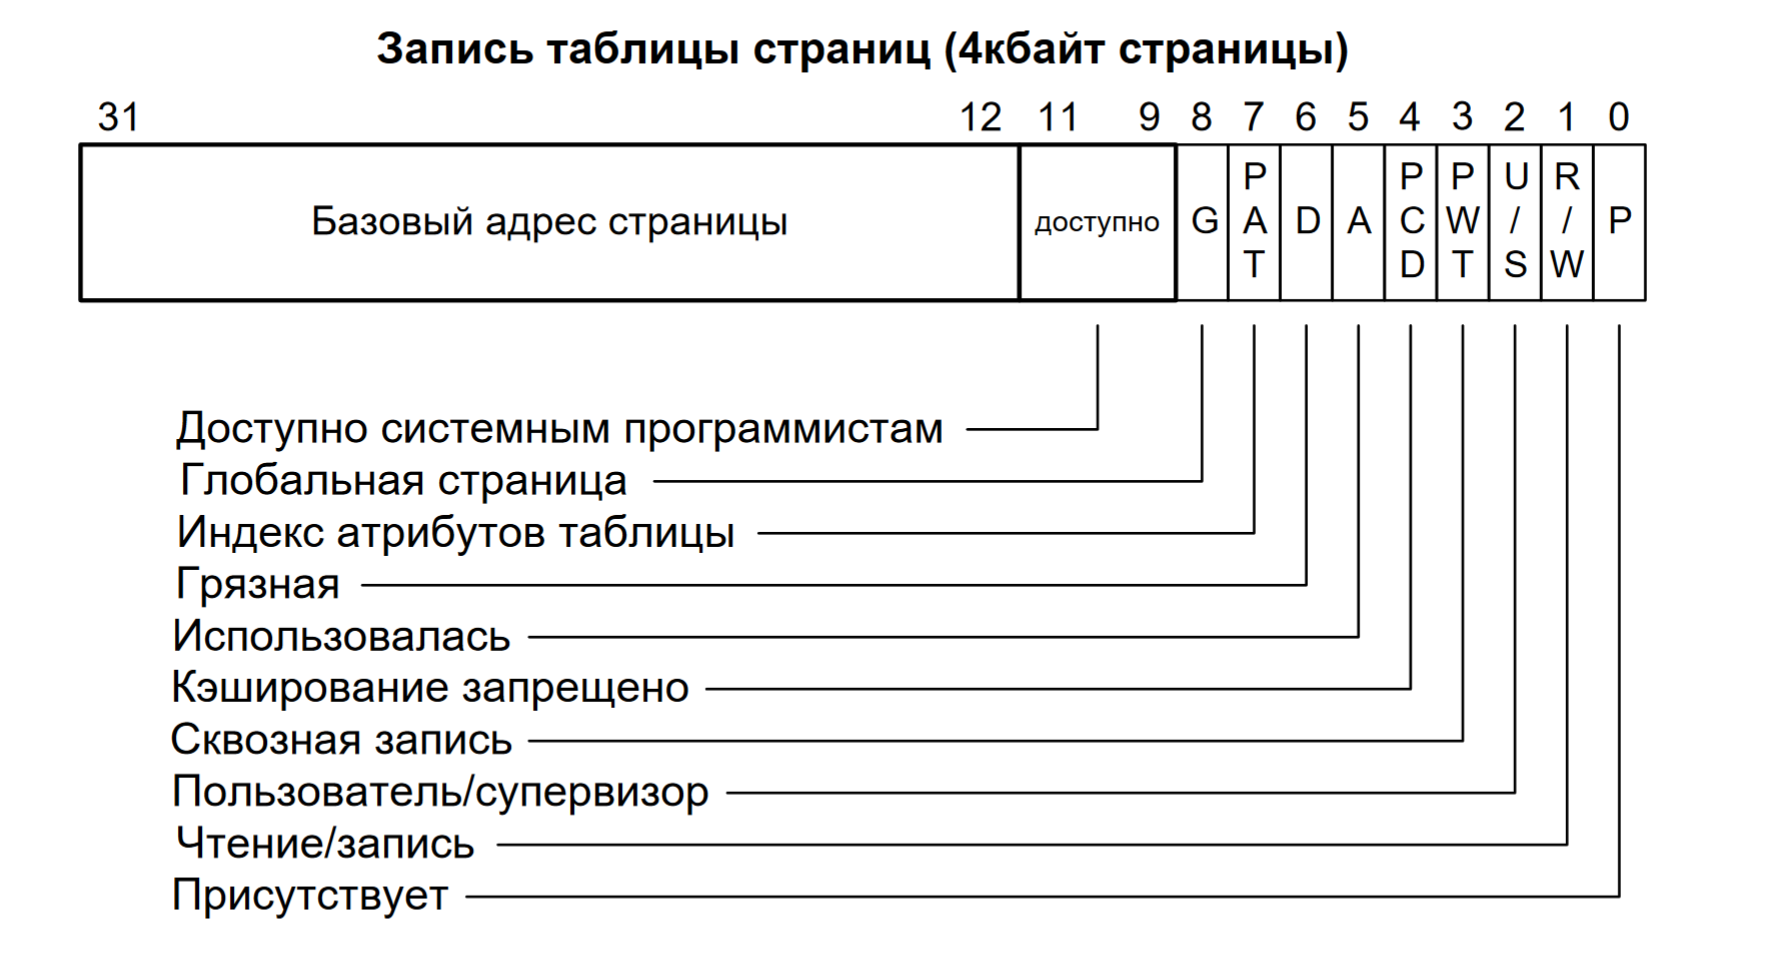 Запись таблицы страниц (4кбайт страницы)
31 12 11 9 8 7 6 5 4 3 2 1 0
Базовый адрес страницы доступно G PAT D A PCD PWT U/S R/W P
Доступно системным программистам
Глобальная страница
Индекс атрибутов таблицы
Грязная
Использовалась
Кэширование запрещено
Сквозная запись
Пользователь/супервизор
Чтение/запись
Присутствует